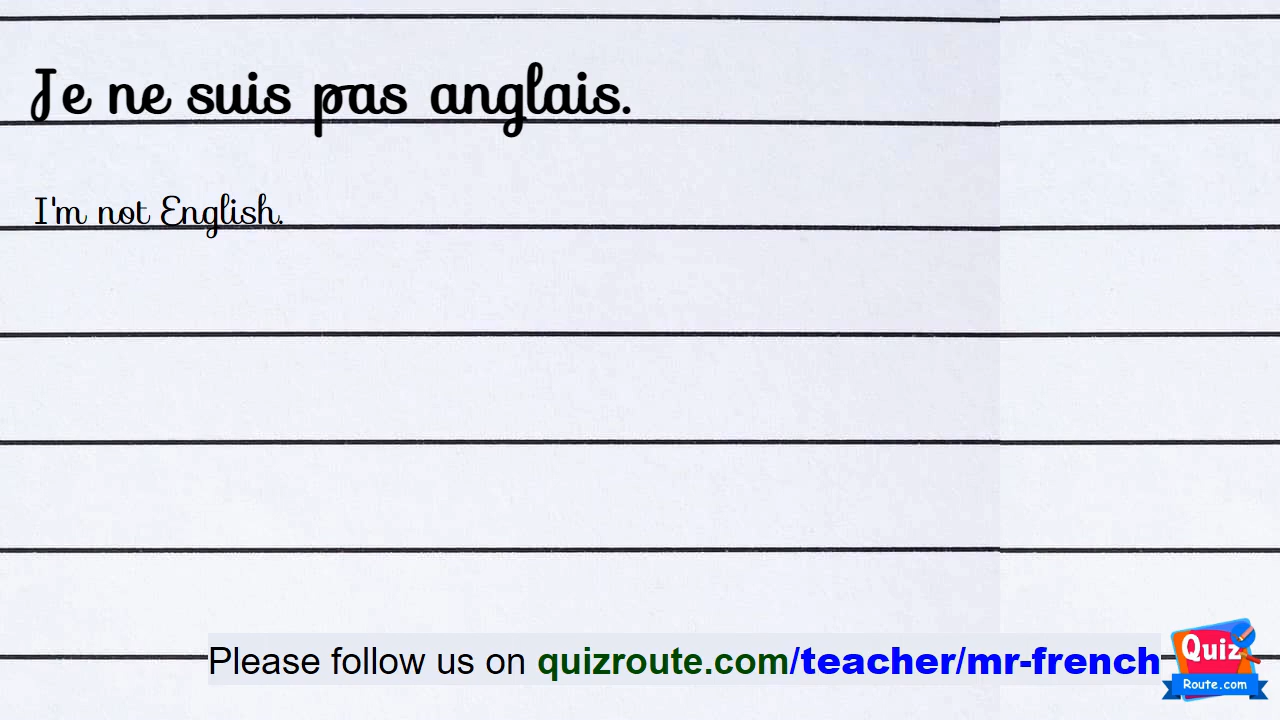 Je ne suis pas anglais.
I'm not English.
Please follow us on quizroute.com/teacher/mr-french
Quiz
Route.com